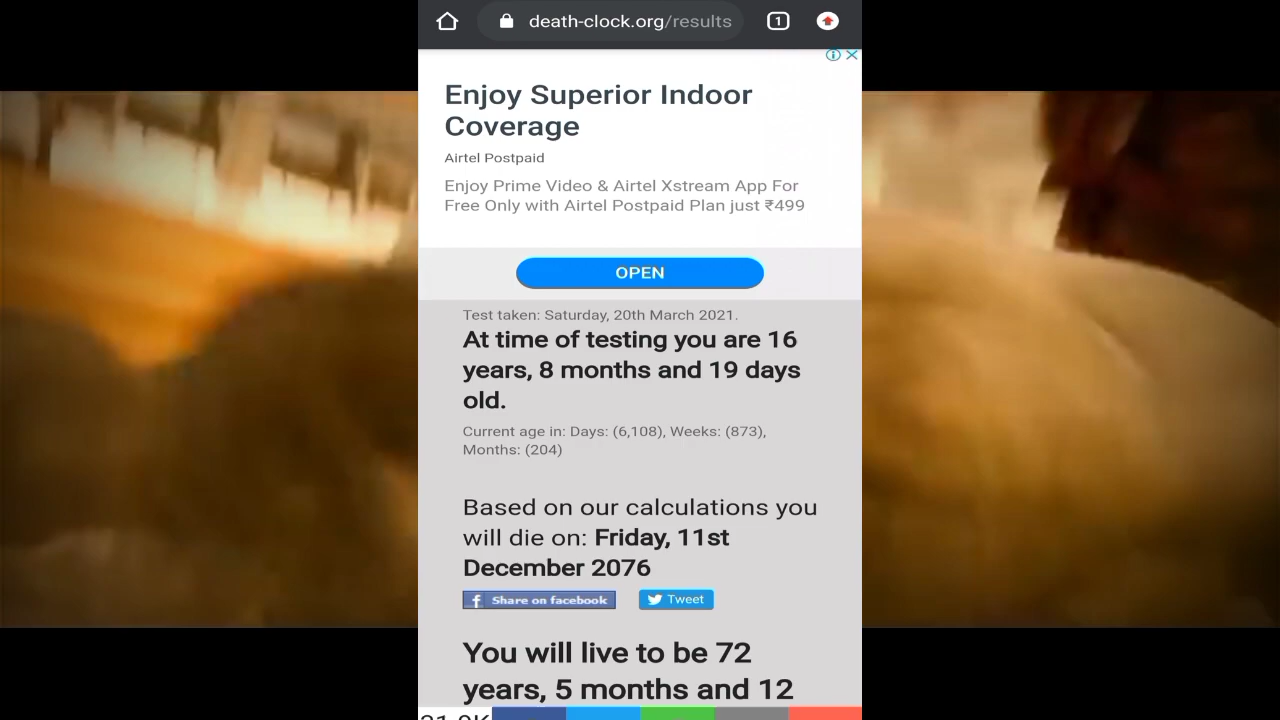 death-clock.org/results
1
Enjoy Superior Indoor
Coverage
Airtel Postpaid
Enjoy Prime Video & Airtel Xstream App For
Free Only with Airtel Postpaid Plan just ₹499
OPEN
Test taken: Saturday, 20th March 2021.
At time of testing you are 16
years, 8 months and 19 days
old.
Current age in: Days: (6,108), Weeks: (873),
Months: (204)
Based on our calculations you
will die on: Friday, 11st
December 2076
Share on facebook
Tweet
You will live to be 72
years, 5 months and 12